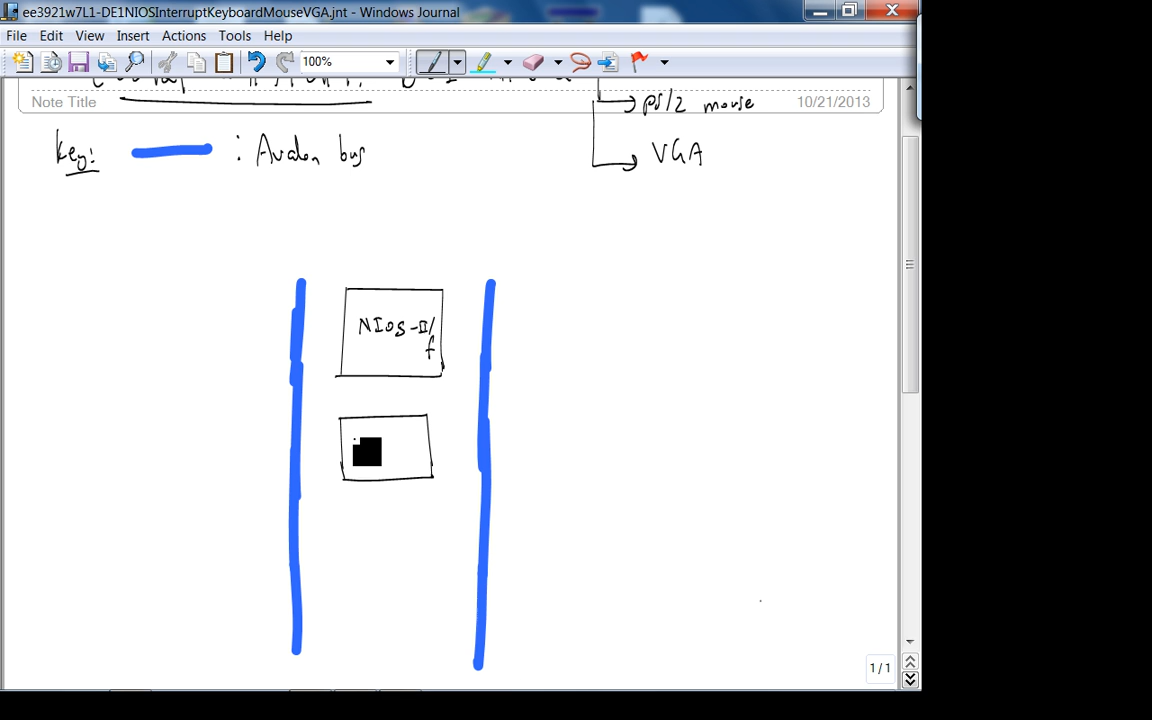 ee3921w7L1-DE1NIOSInterruptKeyboardMouseVGA.jnt - Windows Journal
File Edit View Insert Actions Tools Help
100%
ps/2 mouse
Note Title
10/21/2013
VGA
Key: : Avalon bus
NIOS-II/
f
1/1